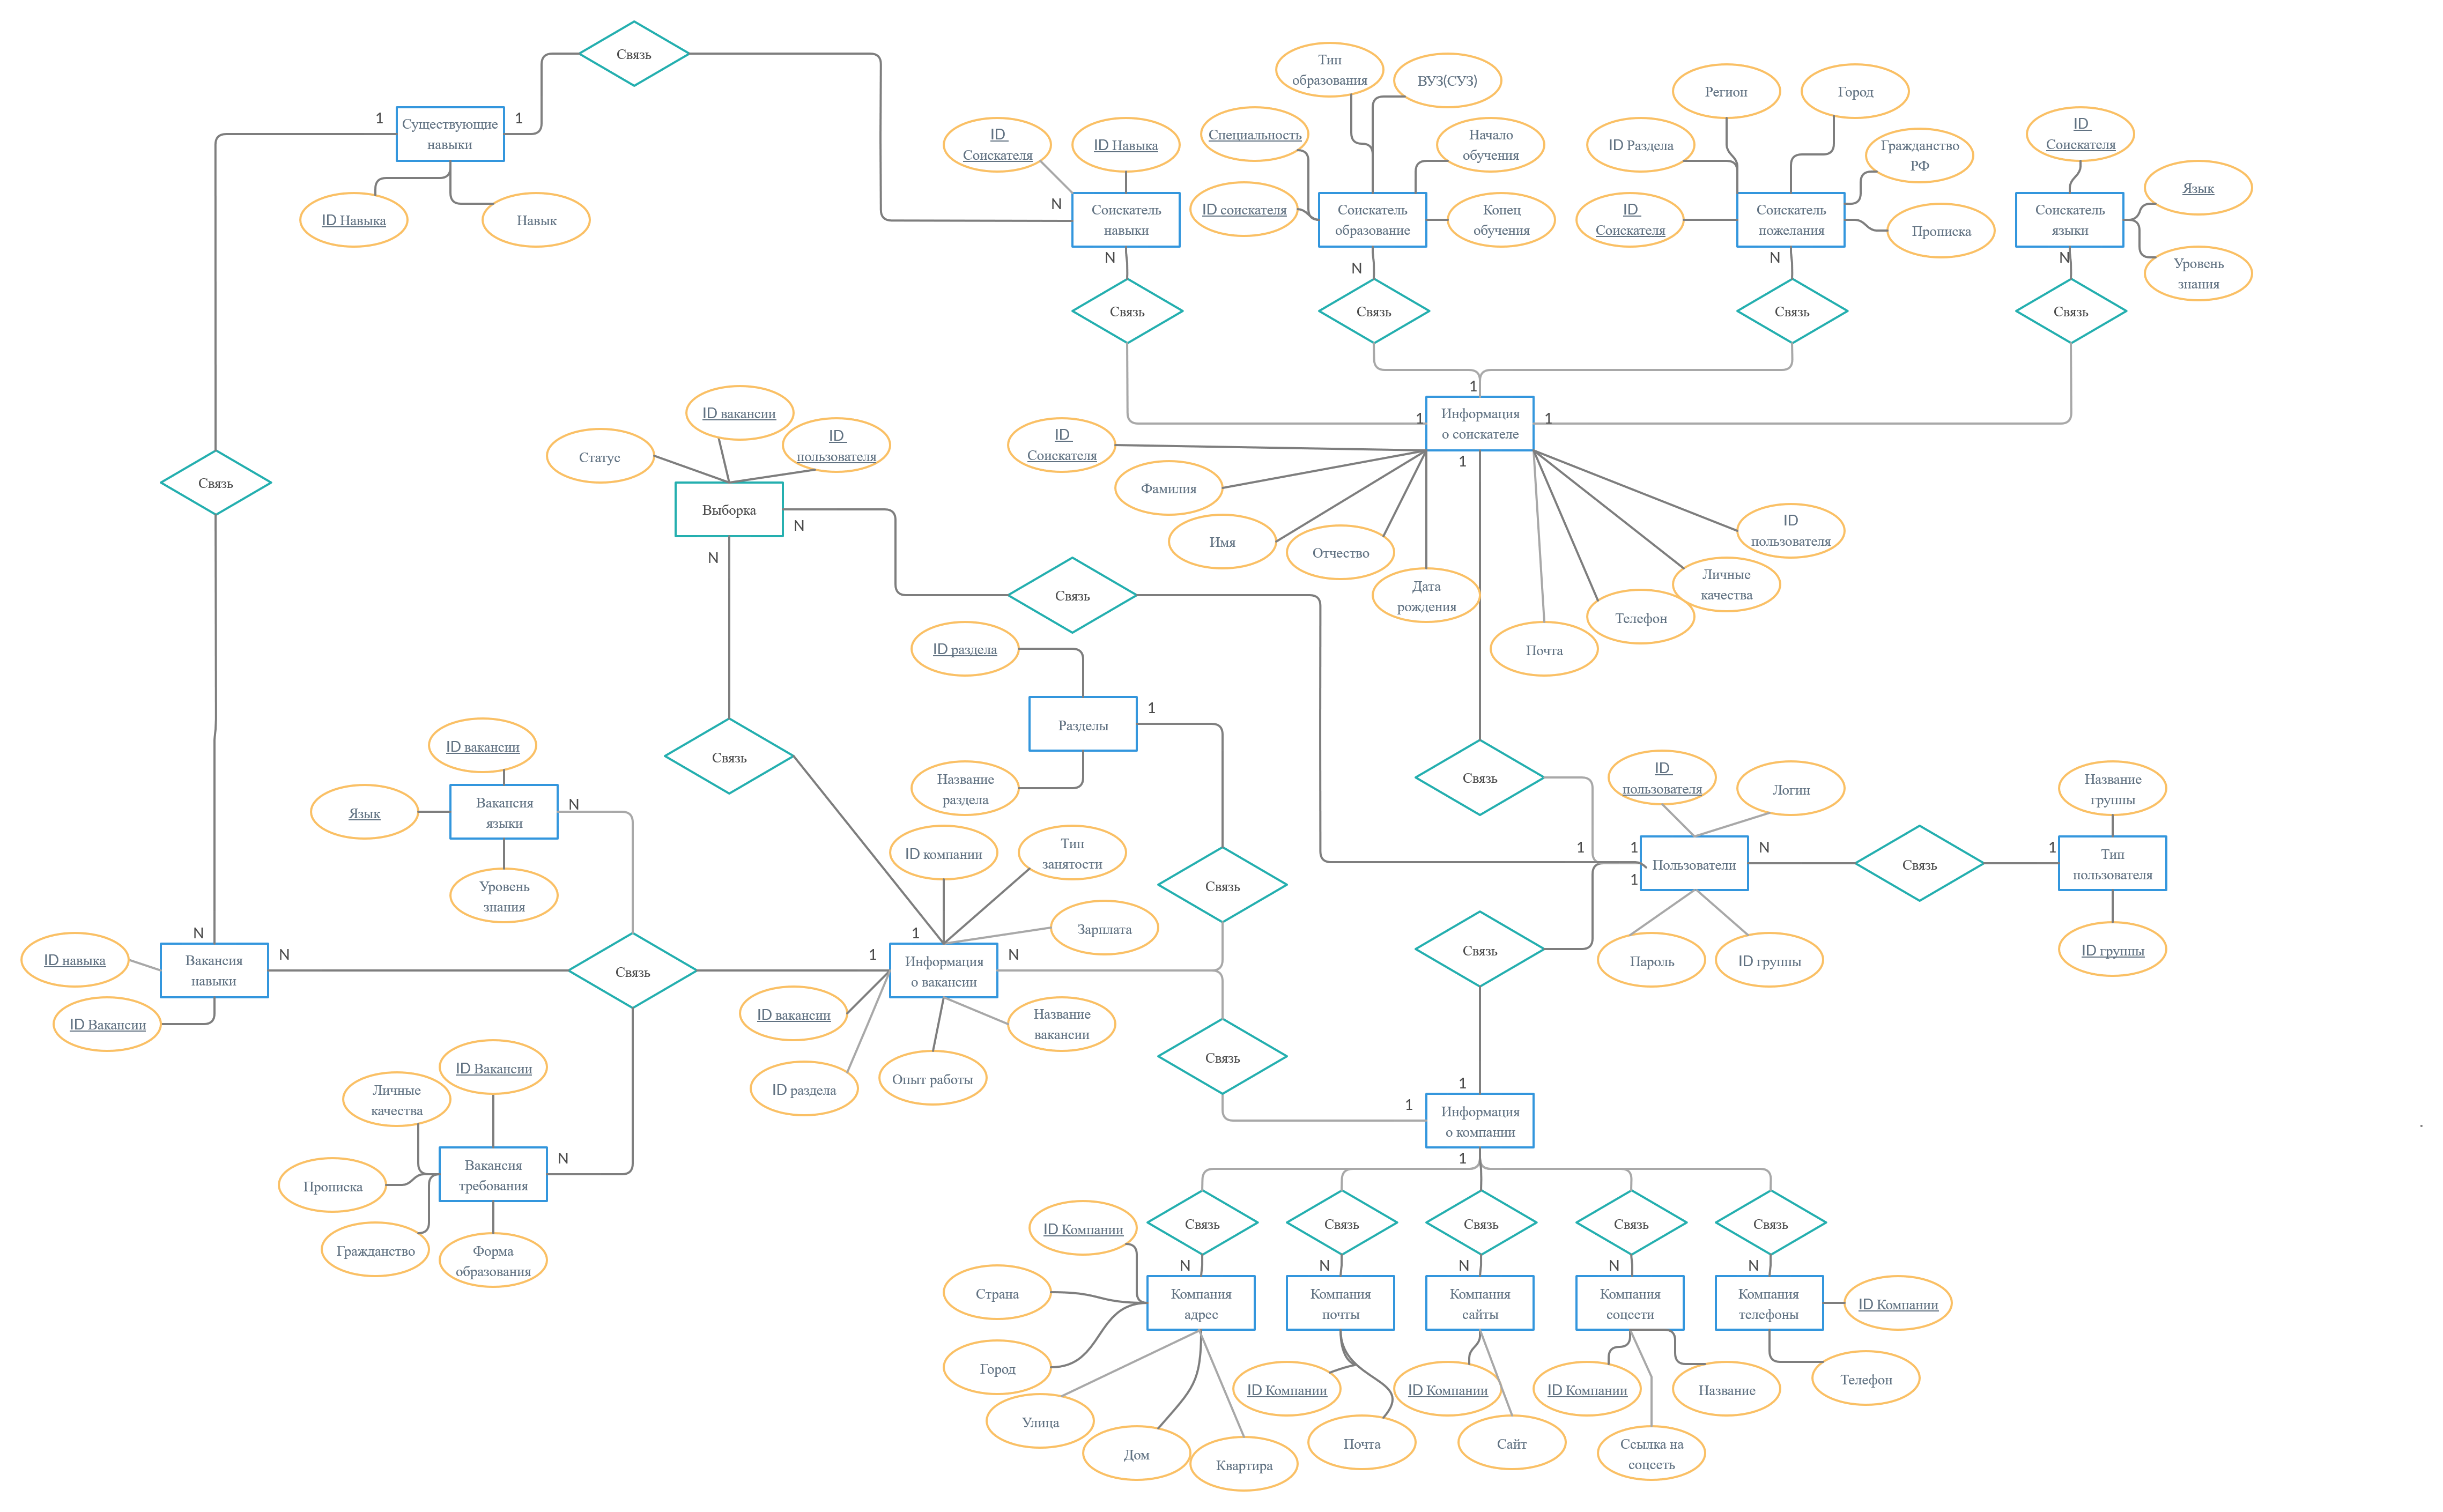 Связь
Тип
образования
ВУЗ(СУЗ)
Регион
Город
1
Существующие
навыки
1
ID
Соискателя
ID Навыка
Специальность
Начало
обучения
ID Раздела
Гражданство
РФ
ID
Соискателя
Язык
ID Навыка
Навык
N
Соискатель
навыки
ID соискателя
Соискатель
образование
Конец
обучения
ID
Соискателя
Соискатель
пожелания
Прописка
Соискатель
языки
Уровень
знания
N
N
N
N
Связь
Связь
Связь
Связь
1
ID вакансии
1
Информация
о соискателе
1
Статус
ID
пользователя
ID
Соискателя
1
Связь
Фамилия
Выборка
N
N
Имя
Отчество
ID
пользователя
Дата
рождения
Личные
качества
Связь
Телефон
ID раздела
Почта
Разделы
1
ID вакансии
Связь
Название
раздела
Связь
ID
пользователя
Логин
Название
группы
Язык
Вакансия
языки
N
ID компании
Тип
занятости
1
1
Пользователи
N
Связь
1
Тип
пользователя
Уровень
знания
Связь
1
N
1
Зарплата
ID навыка
Вакансия
навыки
N
Связь
1
Информация
о вакансии
N
Связь
Пароль
ID группы
ID группы
ID Вакансии
ID вакансии
Название
вакансии
Связь
ID Вакансии
ID раздела
Опыт работы
Личные
качества
1
1
Информация
о компании
Вакансия
требования
N
1
Прописка
Гражданство
Форма
образования
ID Компании
Связь
Связь
Связь
Связь
Связь
N
N
N
N
N
Страна
Компания
адрес
Компания
почты
Компания
сайты
Компания
соцсети
Компания
телефоны
ID Компании
Город
ID Компании
ID Компании
ID Компании
Название
Телефон
Улица
Дом
Квартира
Почта
Сайт
Ссылка на
соцсеть